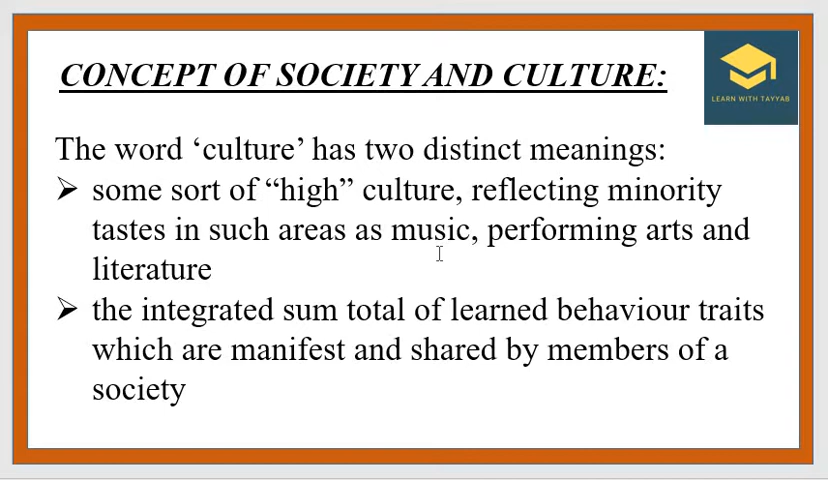 CONCEPT OF SOCIETY AND CULTURE:
LEARN WITH TAYYAB
The word ‘culture’ has two distinct meanings:
➢ some sort of “high” culture, reflecting minority
tastes in such areas as music, performing arts and
literature
➢ the integrated sum total of learned behaviour traits
which are manifest and shared by members of a
society